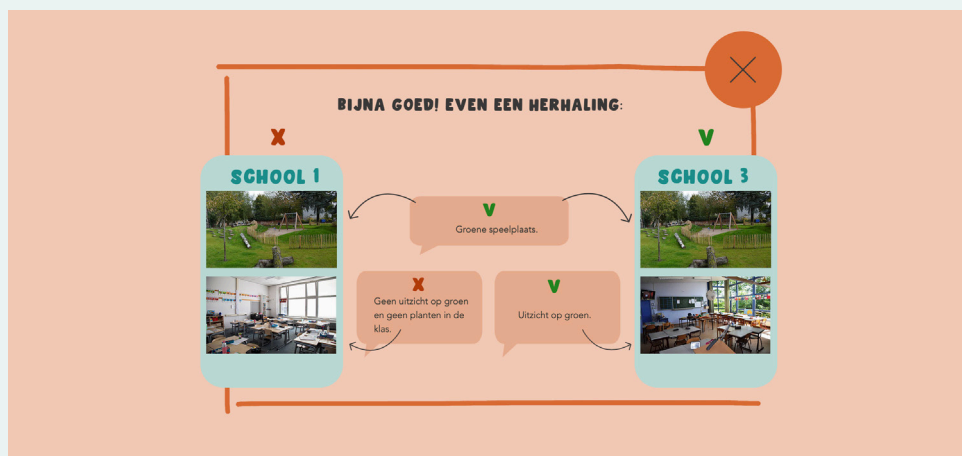 BIJNA GOED! EVEN EEN HERHALING:
X
V
SCHOOL 1
SCHOOL 3
V
Groene speelplaats.
X
Geen uitzicht op groen
en geen planten in de
klas.
V
Uitzicht op groen.